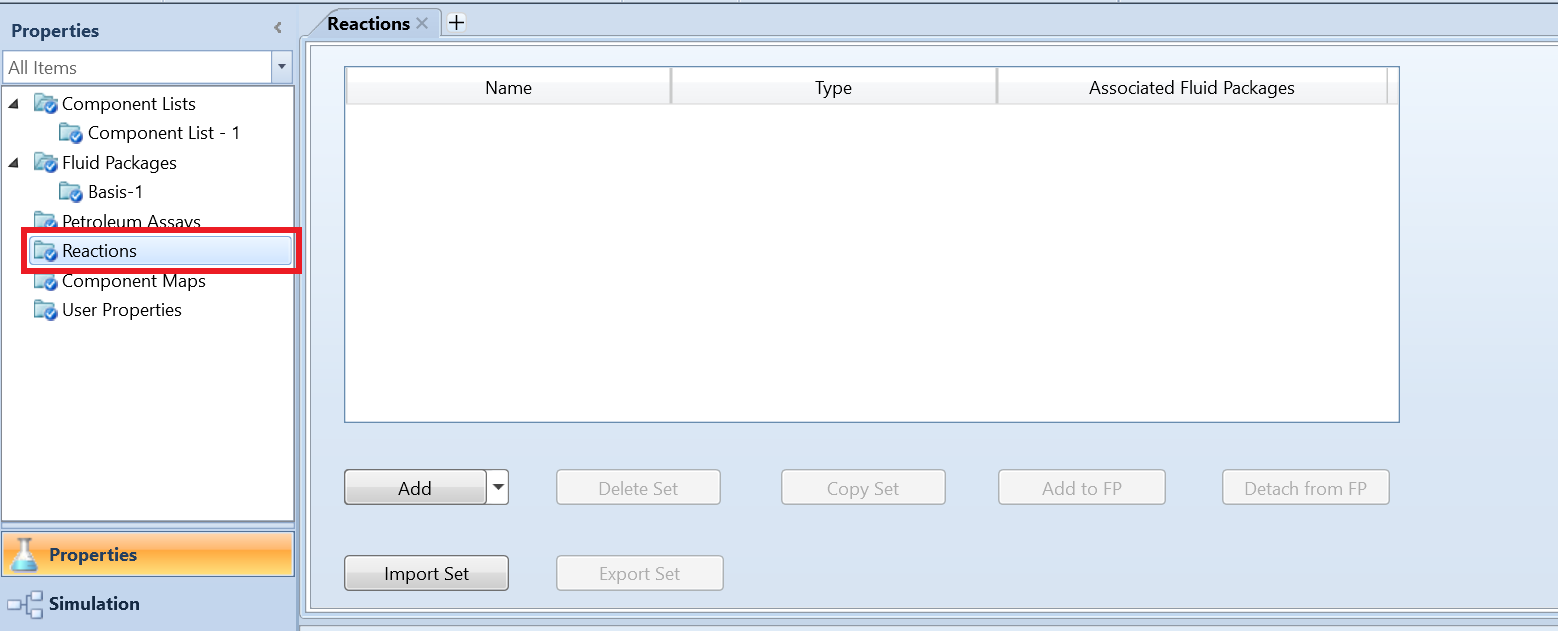 Properties
All Items
Component Lists
Component List - 1
Fluid Packages
Basis-1
Petroleum Assays
Reactions
Component Maps
User Properties
Properties
Simulation
Reactions
Name Type Associated Fluid Packages
Add Delete Set Copy Set Add to FP Detach from FP
Import Set Export Set